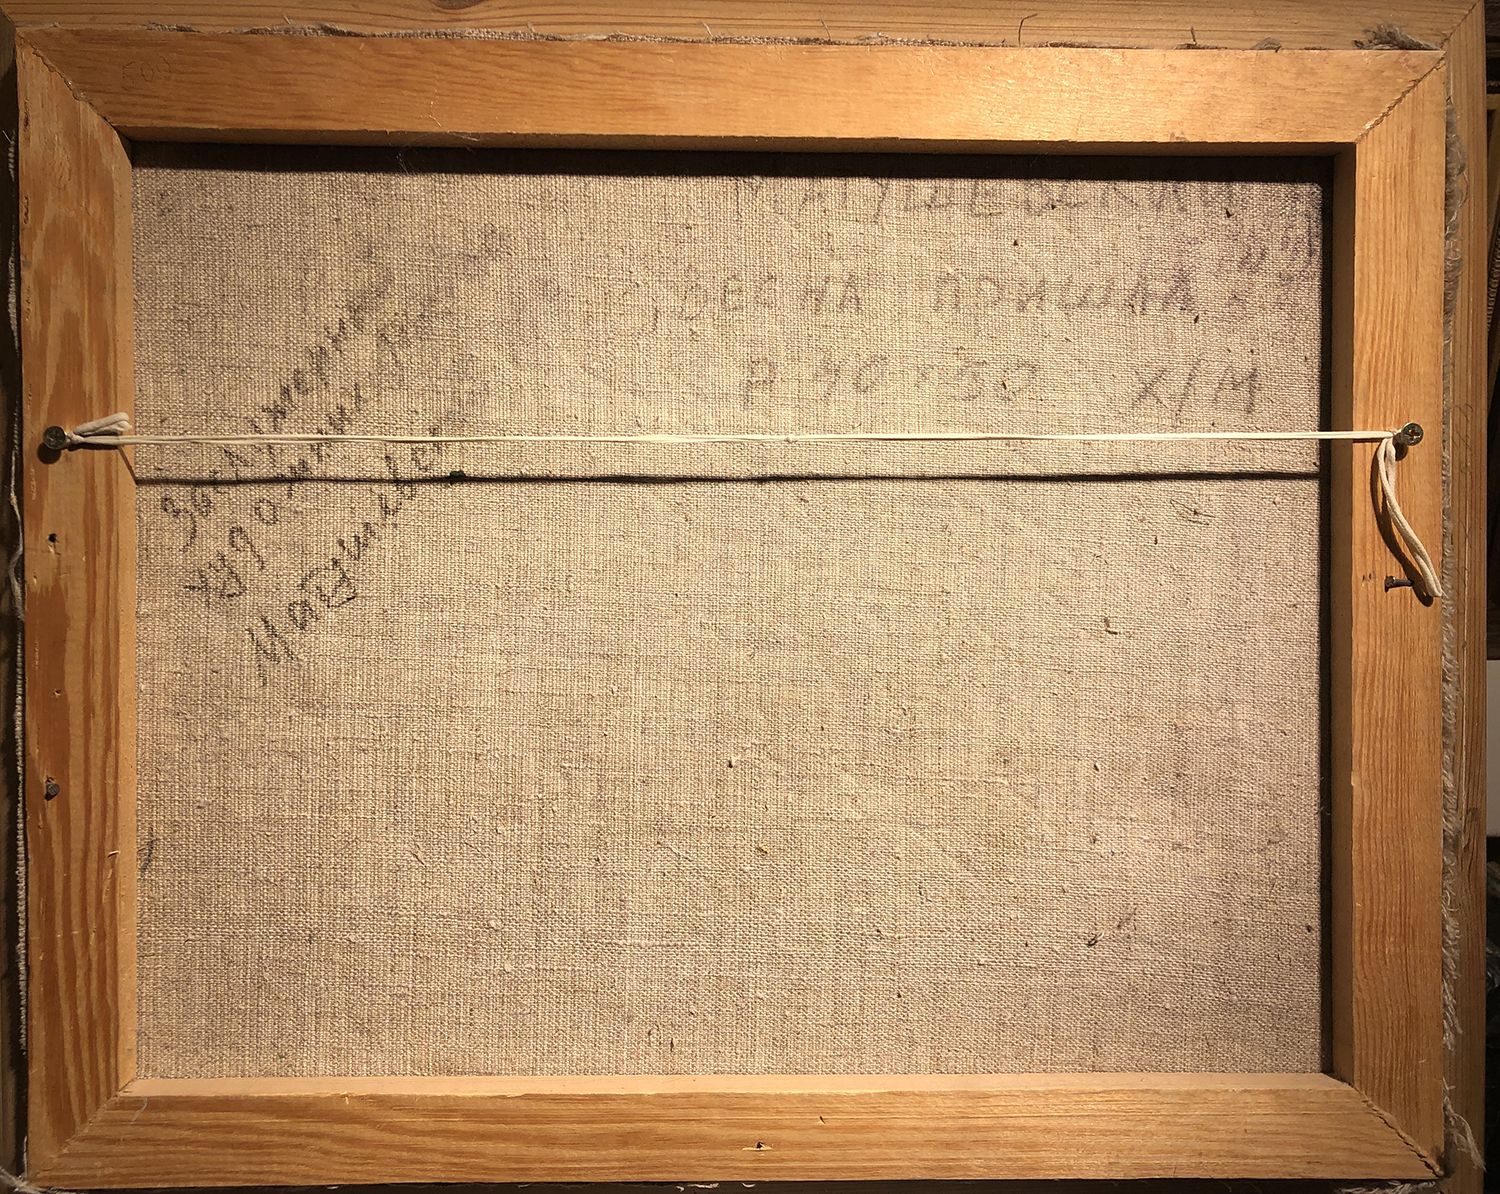 МАТУШЕВСКИЙ
"ВЕСНА ПРИШЛА"
Р. 40×50 Х/М
заслуженный
художник
Матушевский